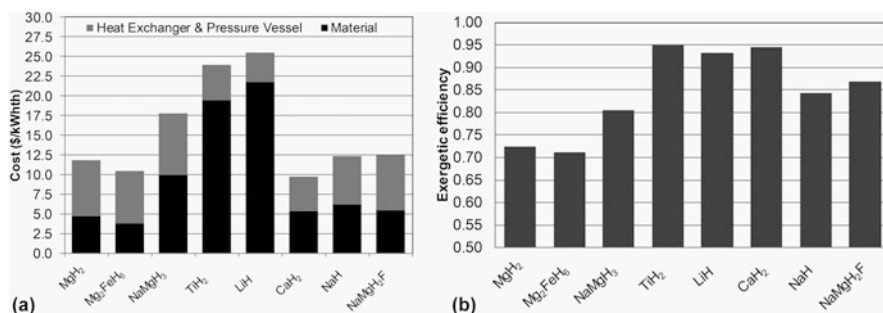 Heat Exchanger & Pressure Vessel
Material
Cost ($/kWhth)
30.0
27.5
25.0
22.5
20.0
17.5
15.0
12.5
10.0
7.5
5.0
2.5
0.0
MgH2
Mg2FeH6
NaMgH3
TiH2
LiH
CaH2
NaH
NaMgH2F
(a)
Exergetic efficiency
1.00
0.95
0.90
0.85
0.80
0.75
0.70
0.65
0.60
0.55
0.50
MgH2
Mg2FeH6
NaMgH3
TiH2
LiH
CaH2
NaH
NaMgH2F
(b)